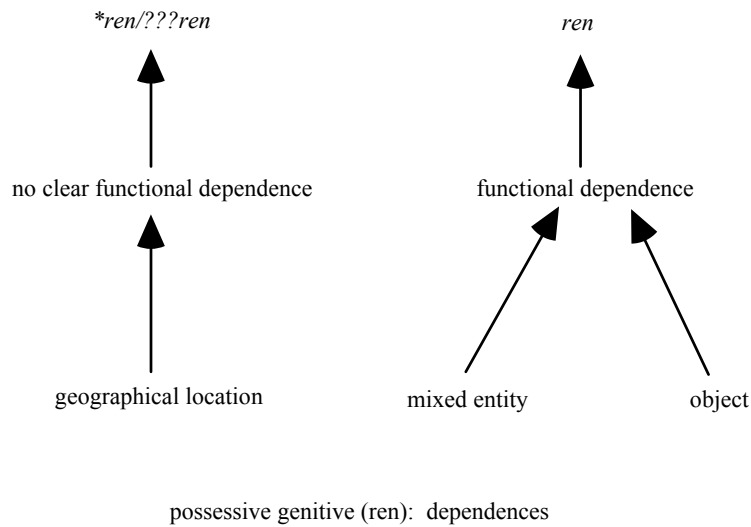 *ren/???ren
ren
no clear functional dependence
functional dependence
geographical location
mixed entity
object
possessive genitive (ren): dependences